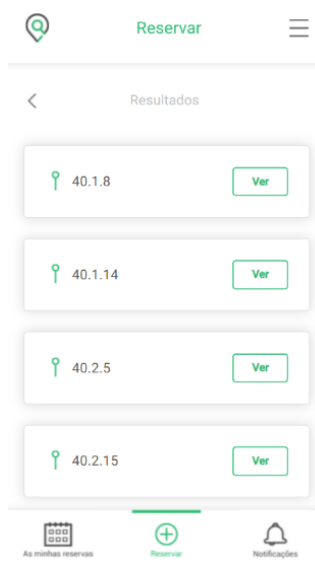 Reservar
Resultados
40.1.8 Ver
40.1.14 Ver
40.2.5 Ver
40.2.15 Ver
As minhas reservas Reservar Notificações